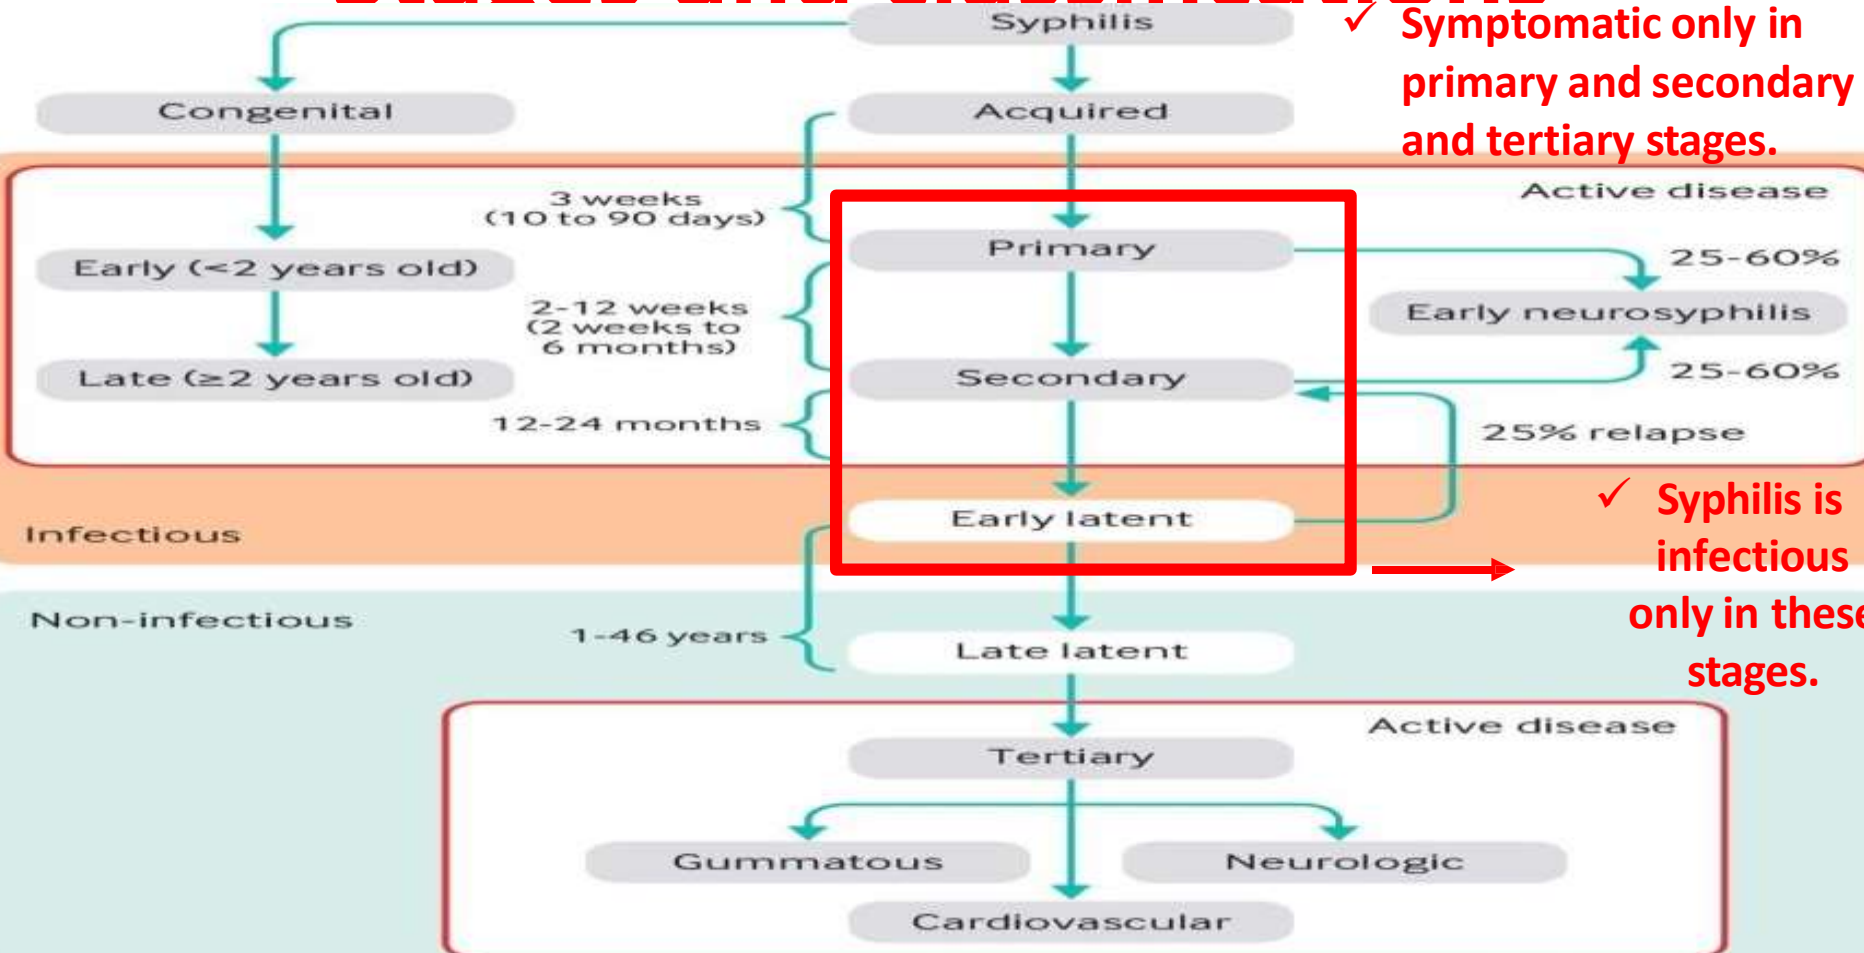 Stages and classifications
Syphilis
✓ Symptomatic only in
primary and secondary
and tertiary stages.
Congenital
Acquired
Active disease
3 weeks
(10 to 90 days)
Primary
25-60%
Early (<2 years old)
Early neurosyphilis
2-12 weeks
(2 weeks to
6 months)
Late (≥2 years old)
Secondary
25-60%
12-24 months
25% relapse
Early latent
Infectious
✓ Syphilis is
infectious
only in these
stages.
Non-infectious
1-46 years
Late latent
Active disease
Tertiary
Gummatous
Neurologic
Cardiovascular